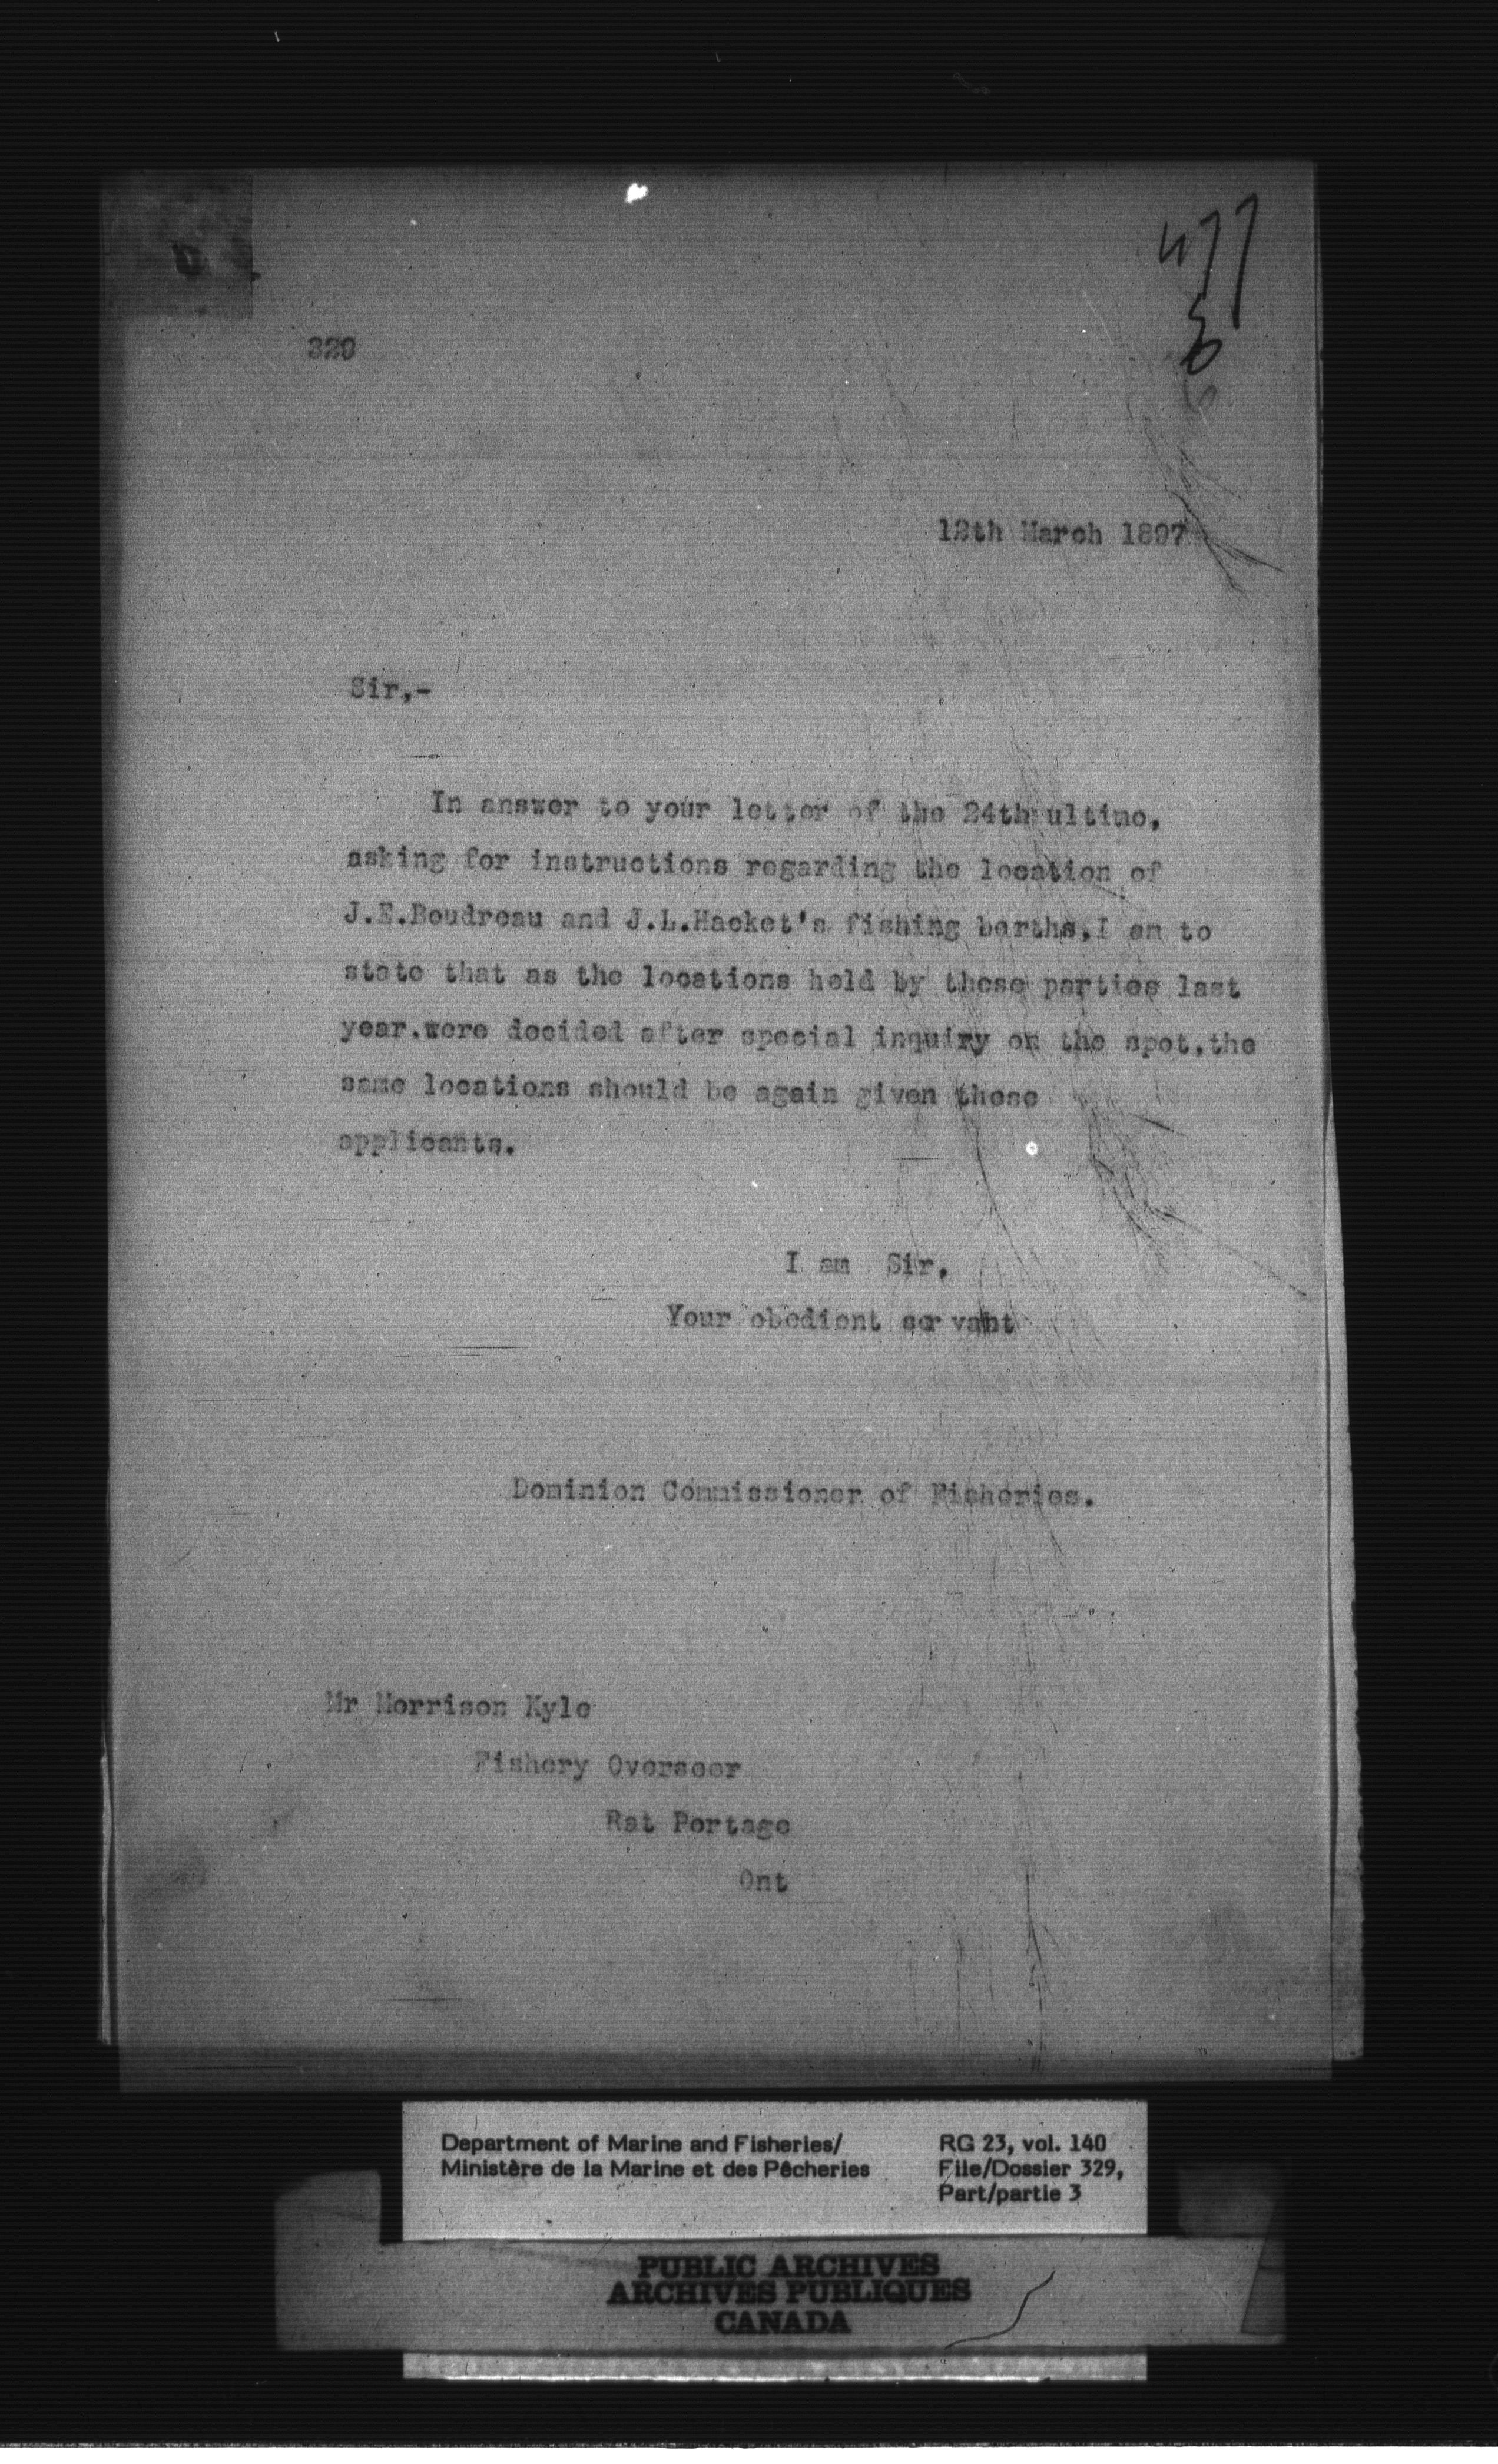 477
329
12th March 1897
Sir,-
In answer to your letter of the 24th ultimo,
asking for instructions regarding the location of
J.E.Boudreau and J.L.Hacket's fishing berths,I am to
state that as the locations held by these parties last
year,were decided after special inquiry on the spot,the
same locations should be again given these
applicants.
I am Sir,
Your obedient servant
Dominion Commissioner of Fisheries.
Mr Morrison Kyle
Fishery Overseer
Rat Portage
Ont
Department of Marine and Fisheries/
Ministère de la Marine et des Pêcheries
RG 23, vol. 140
File/Dossier 329,
Part/partie 3
PUBLIC ARCHIVES
ARCHIVES PUBLIQUES
CANADA